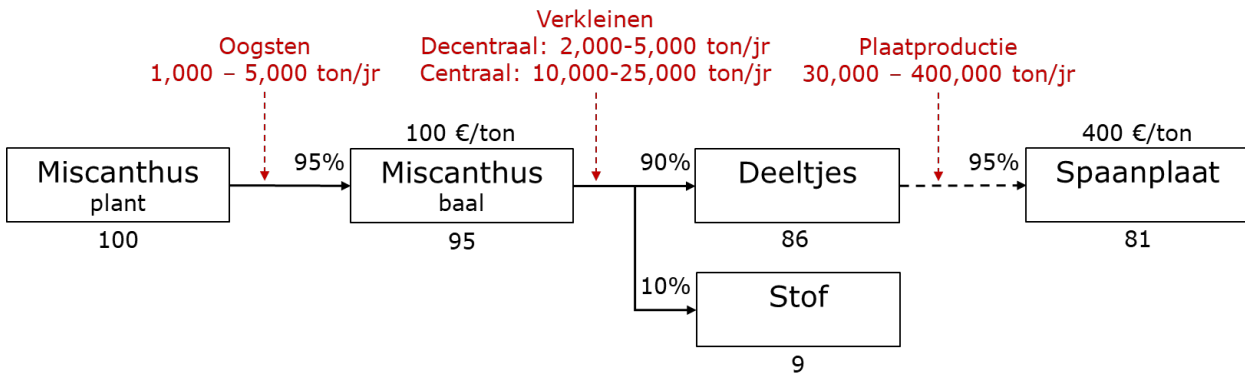 Verkleinen
Oogsten
Decentraal: 2,000-5,000 ton/jr
Plaatproductie
1,000 – 5,000 ton/jr
Centraal: 10,000-25,000 ton/jr
30,000 – 400,000 ton/jr
100 €/ton
400 €/ton
Miscanthus
plant
100
95%
Miscanthus
baal
95
90%
Deeltjes
86
95%
Spaanplaat
81
10%
Stof
9